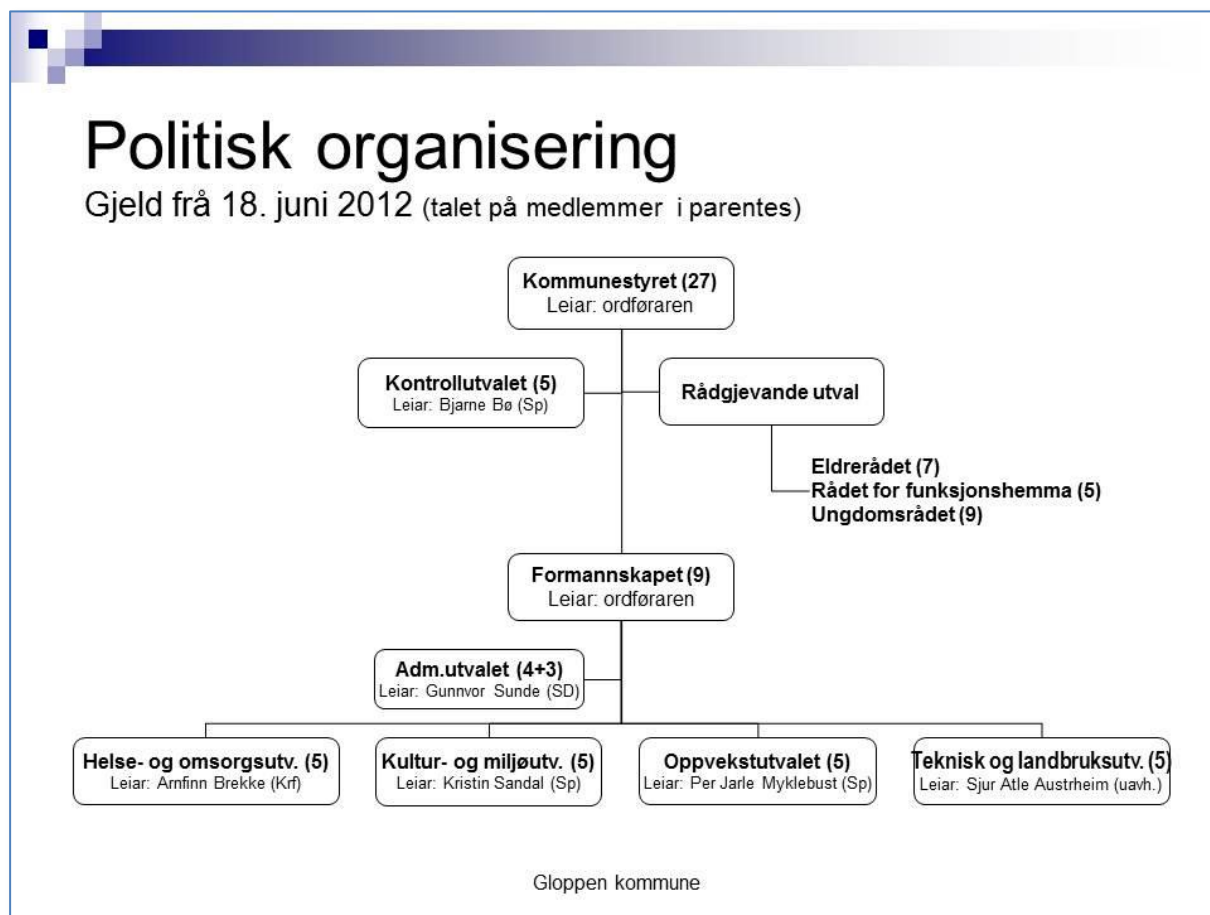 Politisk organisering
Gjeld frå 18. juni 2012 (talet på medlemmer i parentes)
Kommunestyret (27)
Leiar: ordføraren
Kontrollutvalet (5)
Leiar: Bjarne Bø (Sp)
Rådgjevande utval
Eldrerådet (7)
Rådet for funksjonshemma (5)
Ungdomsrådet (9)
Formannskapet (9)
Leiar: ordføraren
Adm.utvalet (4+3)
Leiar: Gunnvor Sunde (SD)
Helse- og omsorgsutv. (5)
Leiar: Arnfinn Brekke (Krf)
Kultur- og miljøutv. (5)
Leiar: Kristin Sandal (Sp)
Oppvekstutvalet (5)
Leiar: Per Jarle Myklebust (Sp)
Teknisk og landbruksutv. (5)
Leiar: Sjur Atle Austrheim (uavh.)
Gloppen kommune